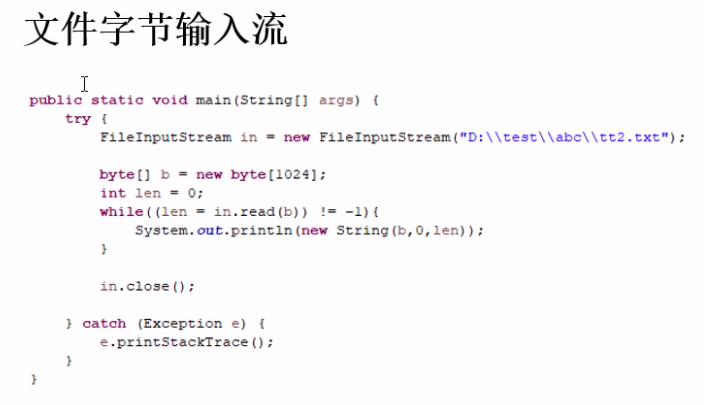 文件字节输入流
public static void main(String[] args) {
try {
FileInputStream in = new FileInputStream("D:\\test\\abc\\tt2.txt");
byte[] b = new byte[1024];
int len = 0;
while((len = in.read(b)) != -1){
System.out.println(new String(b,0,len));
}
in.close();
} catch (Exception e) {
e.printStackTrace();
}
}